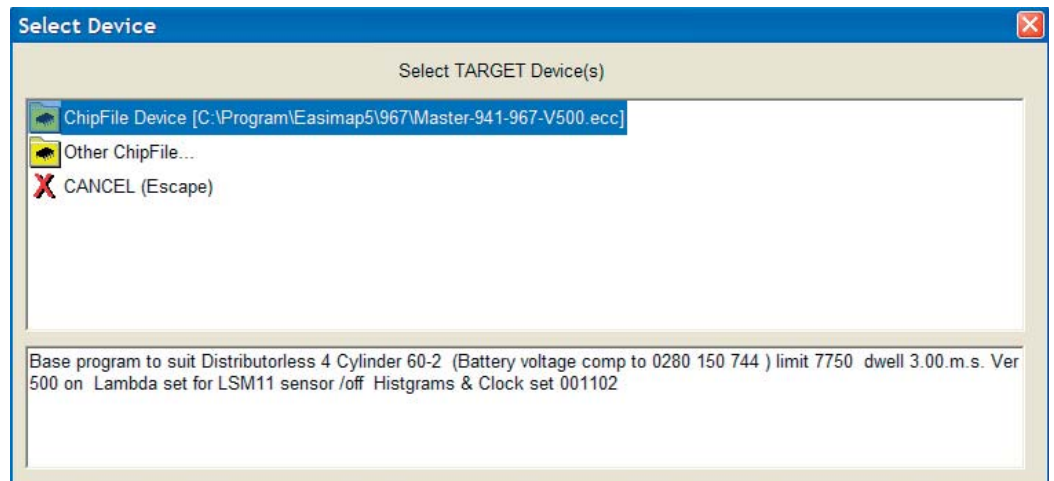 Select Device
Select TARGET Device(s)
ChipFile Device [C:\Program\Easimap5\967\Master-941-967-V500.ecc]
Other ChipFile...
CANCEL (Escape)
Base program to suit Distributorless 4 Cylinder 60-2  (Battery voltage comp to 0280 150 744 ) limit 7750  dwell 3.00.m.s. Ver
500 on  Lambda set for LSM11 sensor /off  Histgrams & Clock set 001102